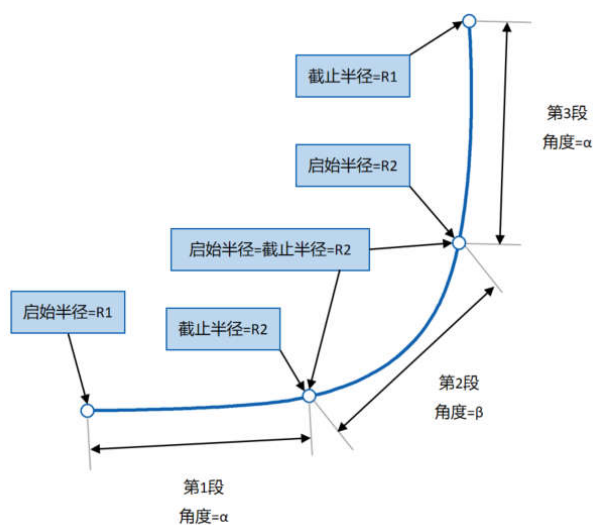 截止半径=R1
第3段
角度=α
启始半径=R2
启始半径=截止半径=R2
启始半径=R1
截止半径=R2
第2段
角度=β
第1段
角度=α